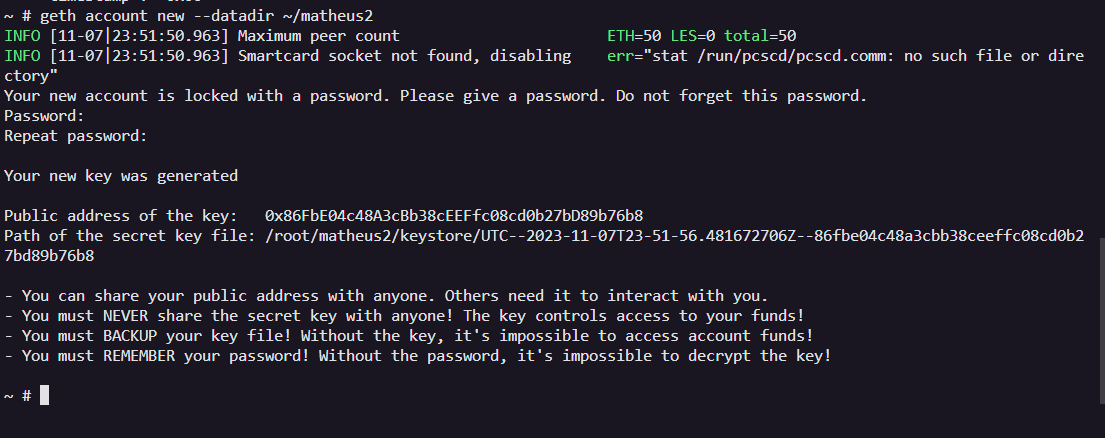 ~ # geth account new --datadir ~/matheus2
INFO [11-07|23:51:50.963] Maximum peer count                       ETH=50 LES=0 total=50
INFO [11-07|23:51:50.963] Smartcard socket not found, disabling    err="stat /run/pcscd/pcscd.comm: no such file or dire
ctory"
Your new account is locked with a password. Please give a password. Do not forget this password.
Password:
Repeat password:
Your new key was generated
Public address of the key:   0x86FbE04c48A3cBb38cEEFfc08cd0b27bD89b76b8
Path of the secret key file: /root/matheus2/keystore/UTC--2023-11-07T23-51-56.481672706Z--86fbe04c48a3cbb38ceeffc08cd0b2
7bd89b76b8
- You can share your public address with anyone. Others need it to interact with you.
- You must NEVER share the secret key with anyone! The key controls access to your funds!
- You must BACKUP your key file! Without the key, it's impossible to access account funds!
- You must REMEMBER your password! Without the password, it's impossible to decrypt the key!
~ #